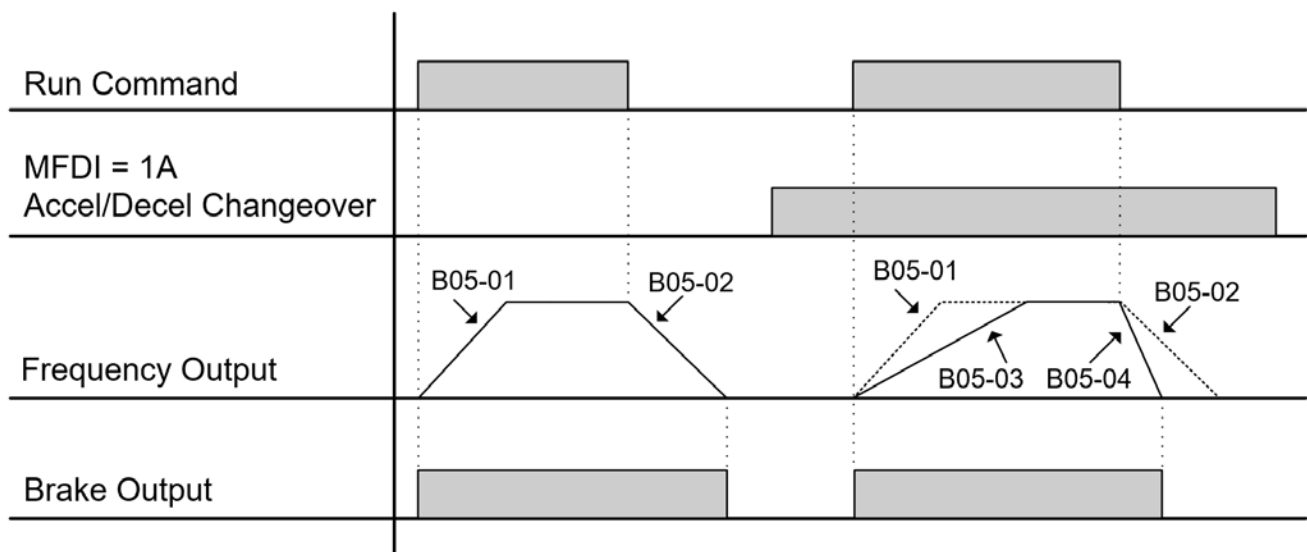 Run Command
MFDI = 1A
Accel/Decel Changeover
B05-01
B05-02
B05-01
B05-02
Frequency Output
B05-03
B05-04
Brake Output